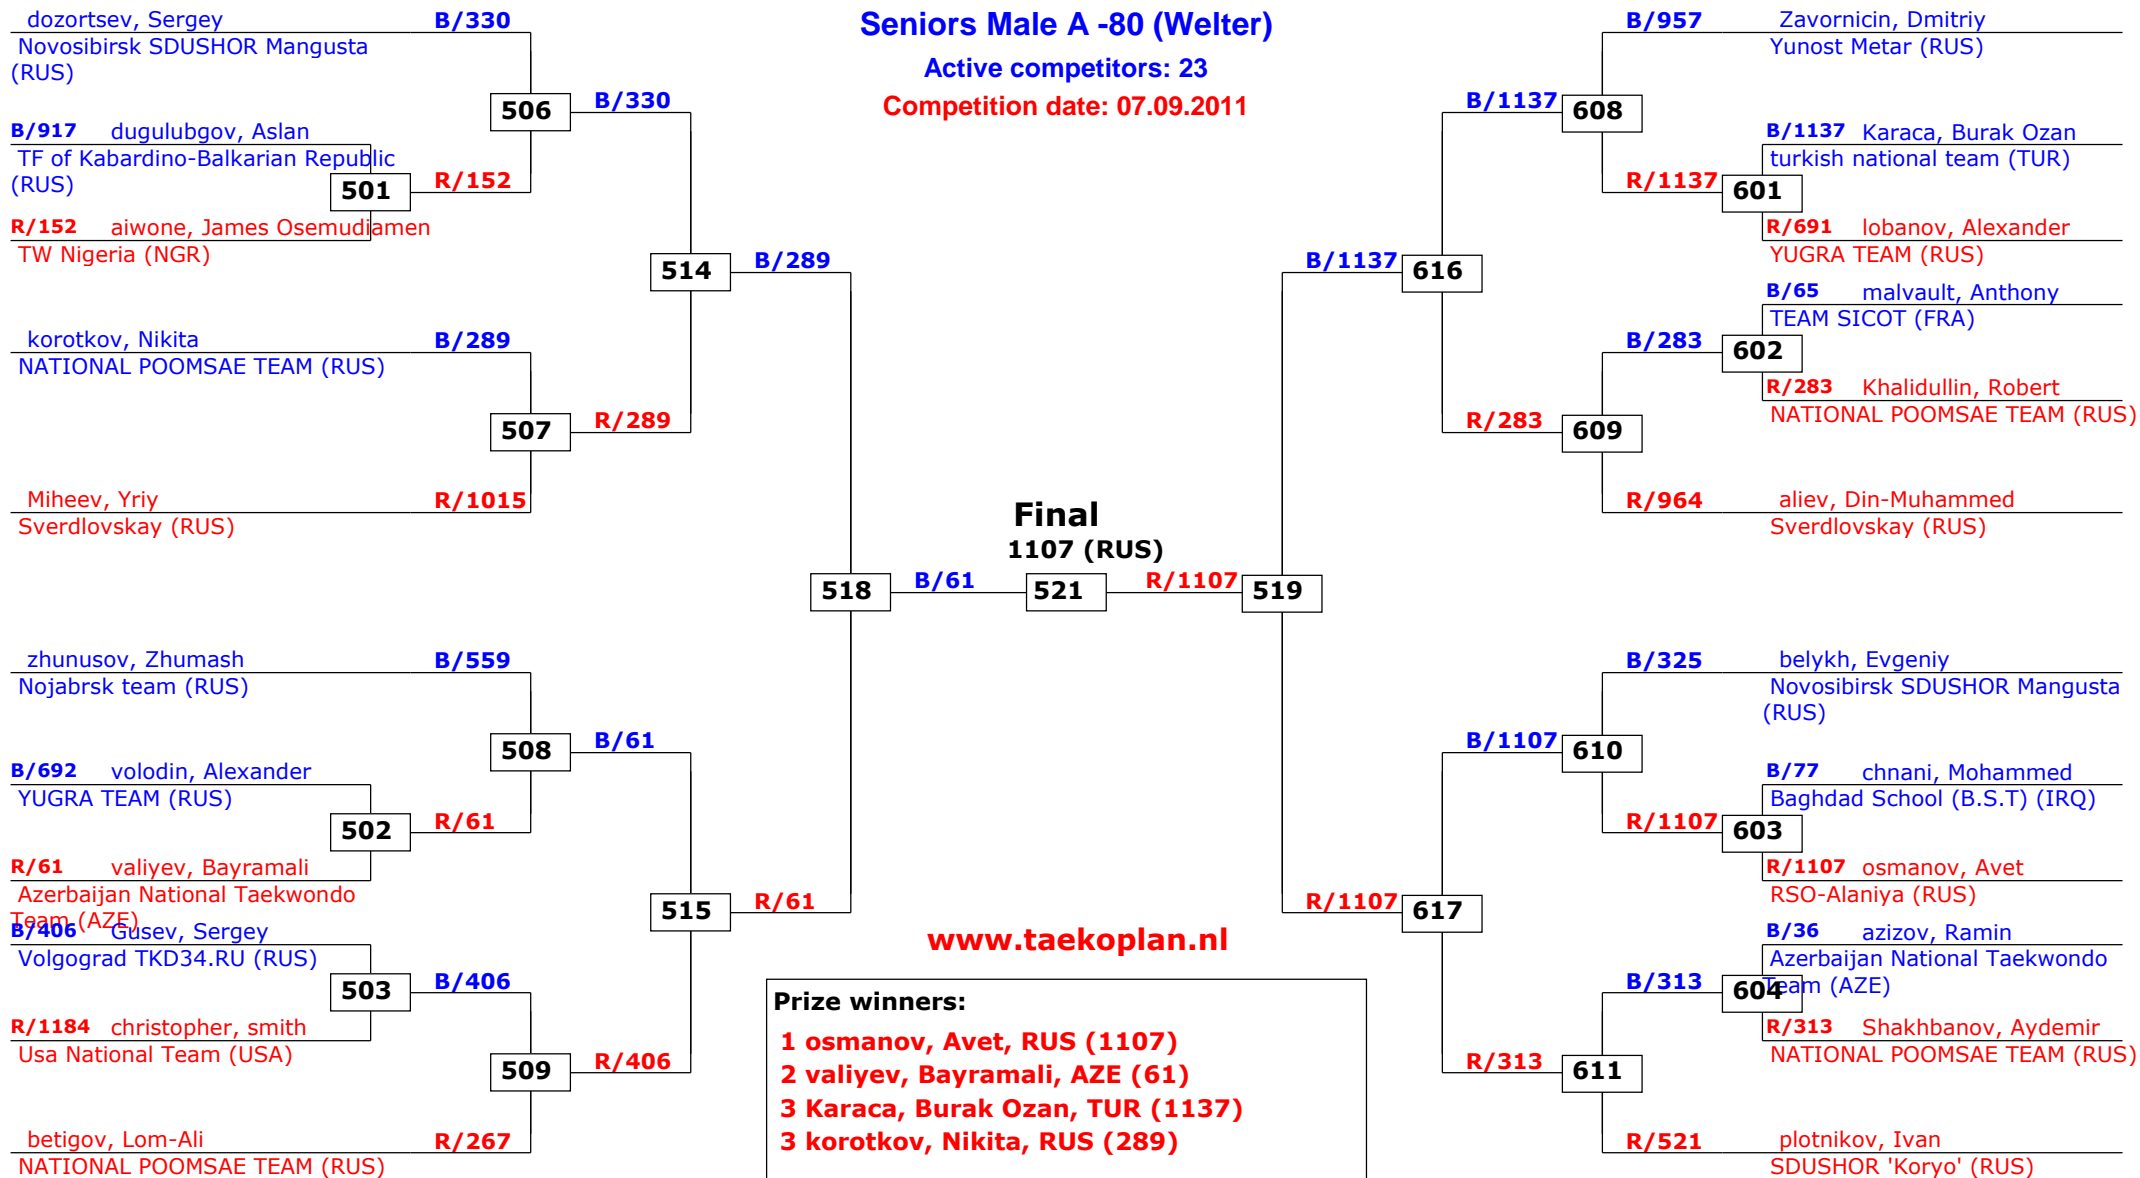 Seniors Male A -80 (Welter)
Active competitors: 23
Competition date: 07.09.2011
dozortsev, Sergey B/330
Novosibirsk SDUSHOR Mangusta
(RUS)
506
B/330
B/917 dugulubgov, Aslan
TF of Kabardino-Balkarian Republic
(RUS)
501
R/152
R/152 aiwone, James Osemudiamen
TW Nigeria (NGR)
514
B/289
korotkov, Nikita B/289
NATIONAL POOMSAE TEAM (RUS)
507
R/289
Miheev, Yriy R/1015
Sverdlovskay (RUS)
518
B/61
zhunusov, Zhumash B/559
Nojabrsk team (RUS)
508
B/61
B/692 volodin, Alexander
YUGRA TEAM (RUS)
502
R/61
R/61 valiyev, Bayramali
Azerbaijan National Taekwondo
Team (AZE)
515
R/61
B/406 Gusev, Sergey
Volgograd TKD34.RU (RUS)
503
B/406
R/1184 christopher, smith
Usa National Team (USA)
509
R/406
betigov, Lom-Ali R/267
NATIONAL POOMSAE TEAM (RUS)
Final
1107 (RUS)
521
R/1107
519
B/957 Zavornicin, Dmitriy
Yunost Metar (RUS)
B/1137
608
B/1137 Karaca, Burak Ozan
turkish national team (TUR)
R/1137
601
R/691 lobanov, Alexander
YUGRA TEAM (RUS)
B/1137
616
B/65 malvault, Anthony
TEAM SICOT (FRA)
B/283
602
R/283 Khalidullin, Robert
NATIONAL POOMSAE TEAM (RUS)
R/283
609
R/964 aliev, Din-Muhammed
Sverdlovskay (RUS)
B/325 belykh, Evgeniy
Novosibirsk SDUSHOR Mangusta
(RUS)
B/1107
610
B/77 chnani, Mohammed
Baghdad School (B.S.T) (IRQ)
R/1107
603
R/1107 osmanov, Avet
RSO-Alaniya (RUS)
R/1107
617
B/36 azizov, Ramin
Azerbaijan National Taekwondo
Team (AZE)
B/313
604
R/313 Shakhbanov, Aydemir
NATIONAL POOMSAE TEAM (RUS)
R/313
611
R/521 plotnikov, Ivan
SDUSHOR 'Koryo' (RUS)
www.taekoplan.nl
Prize winners:
1 osmanov, Avet, RUS (1107)
2 valiyev, Bayramali, AZE (61)
3 Karaca, Burak Ozan, TUR (1137)
3 korotkov, Nikita, RUS (289)